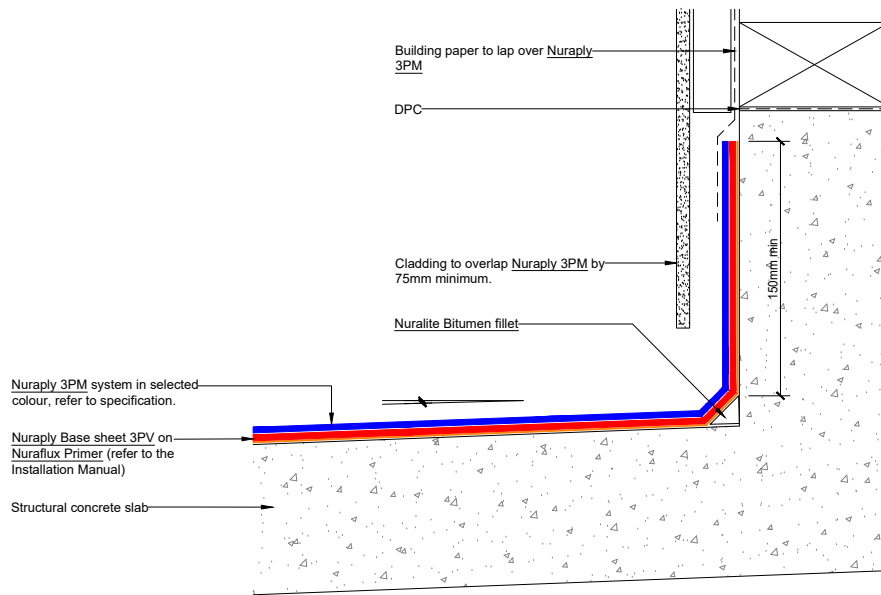 Building paper to lap over Nuraply
3PM
DPC
150mm min
Cladding to overlap Nuraply 3PM by
75mm minimum.
Nuralite Bitumen fillet
Nuraply 3PM system in selected
colour, refer to specification.
Nuraply Base sheet 3PV on
Nuraflux Primer (refer to the
Installation Manual)
Structural concrete slab